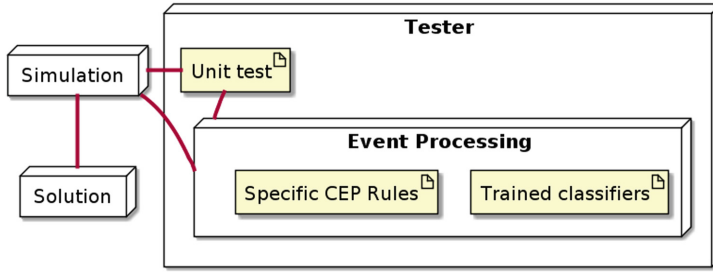 Tester
Simulation
Unit test
Event Processing
Solution
Specific CEP Rules
Trained classifiers